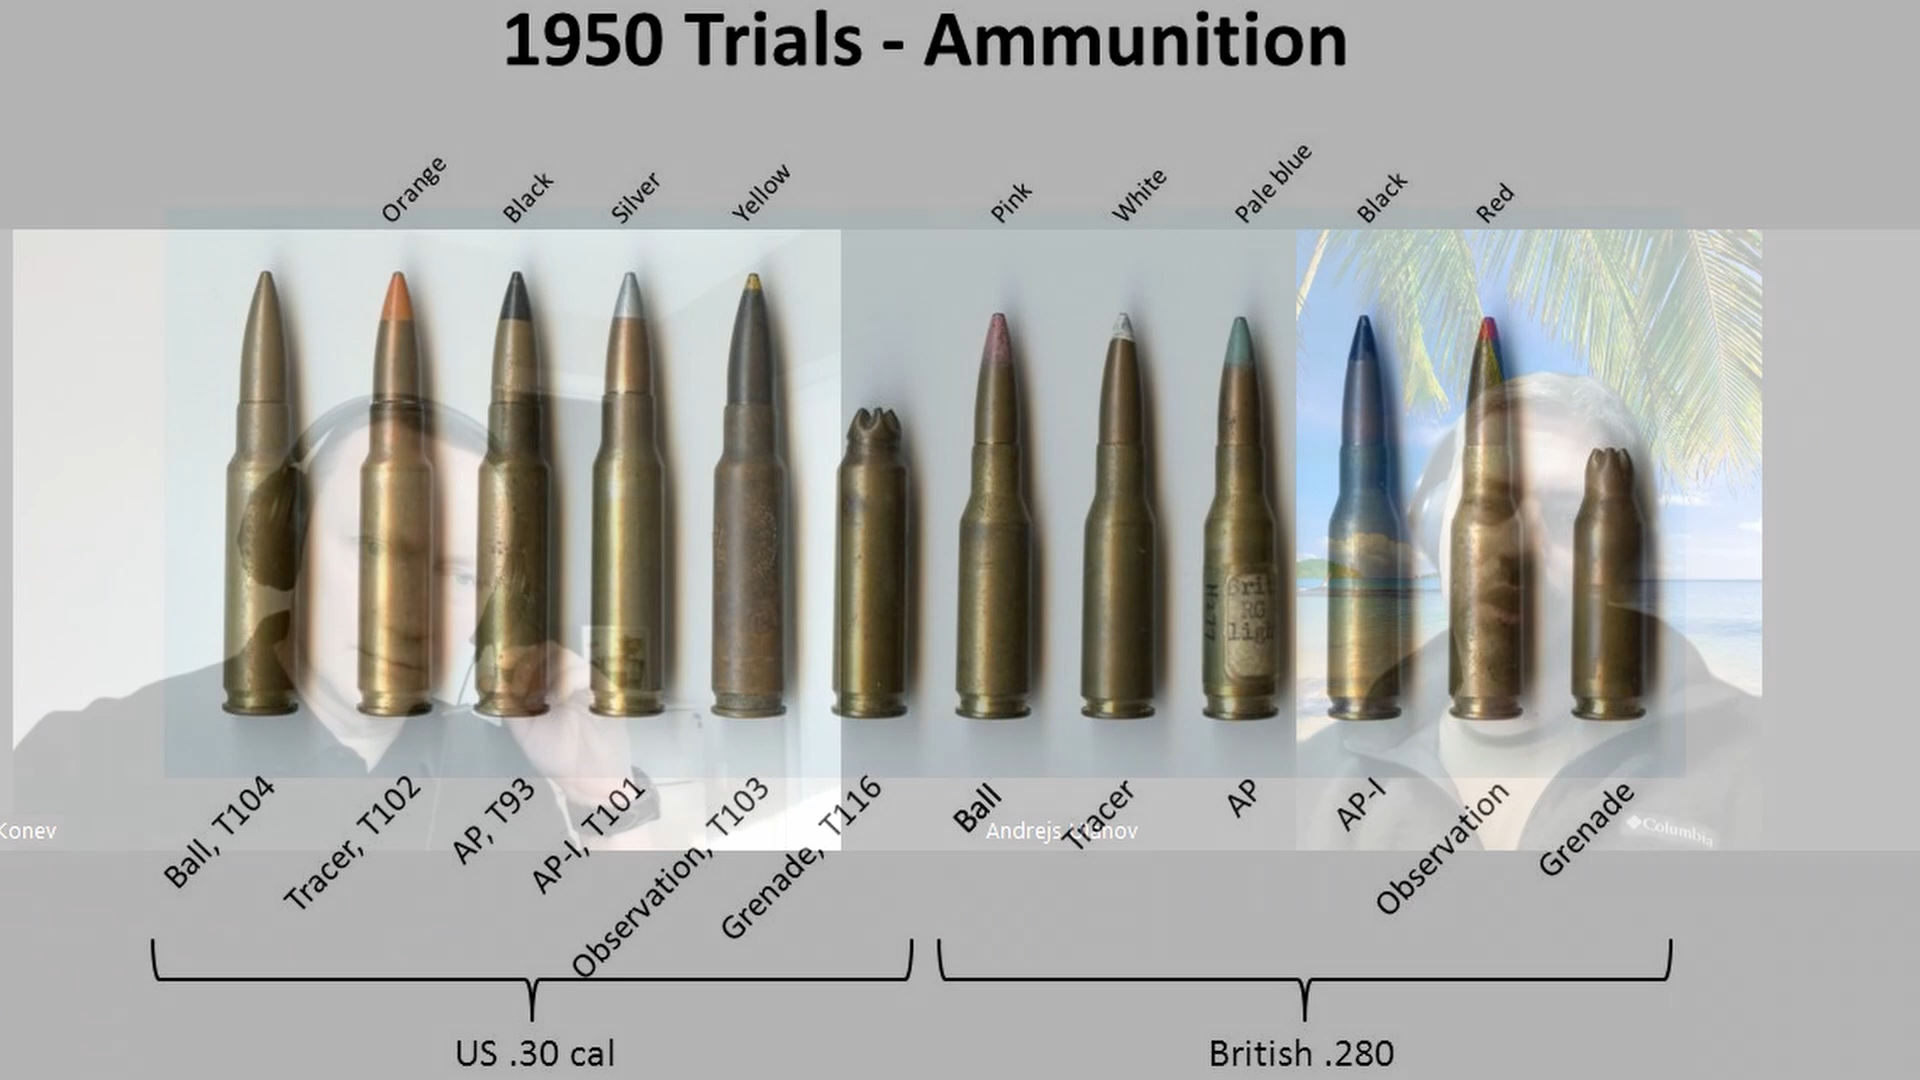 1950 Trials - Ammunition
Orange
Black
Silver
Yellow
Pink
White
Pale blue
Black
Red
RG
Ball, T104
Tracer, T102
AP, T93
AP-I, T101
Observation, T103
Grenade, T116
Ball
Tracer
AP
AP-I
Observation
Grenade
Konev
Andrejs
Columbia
US .30 cal
British .280